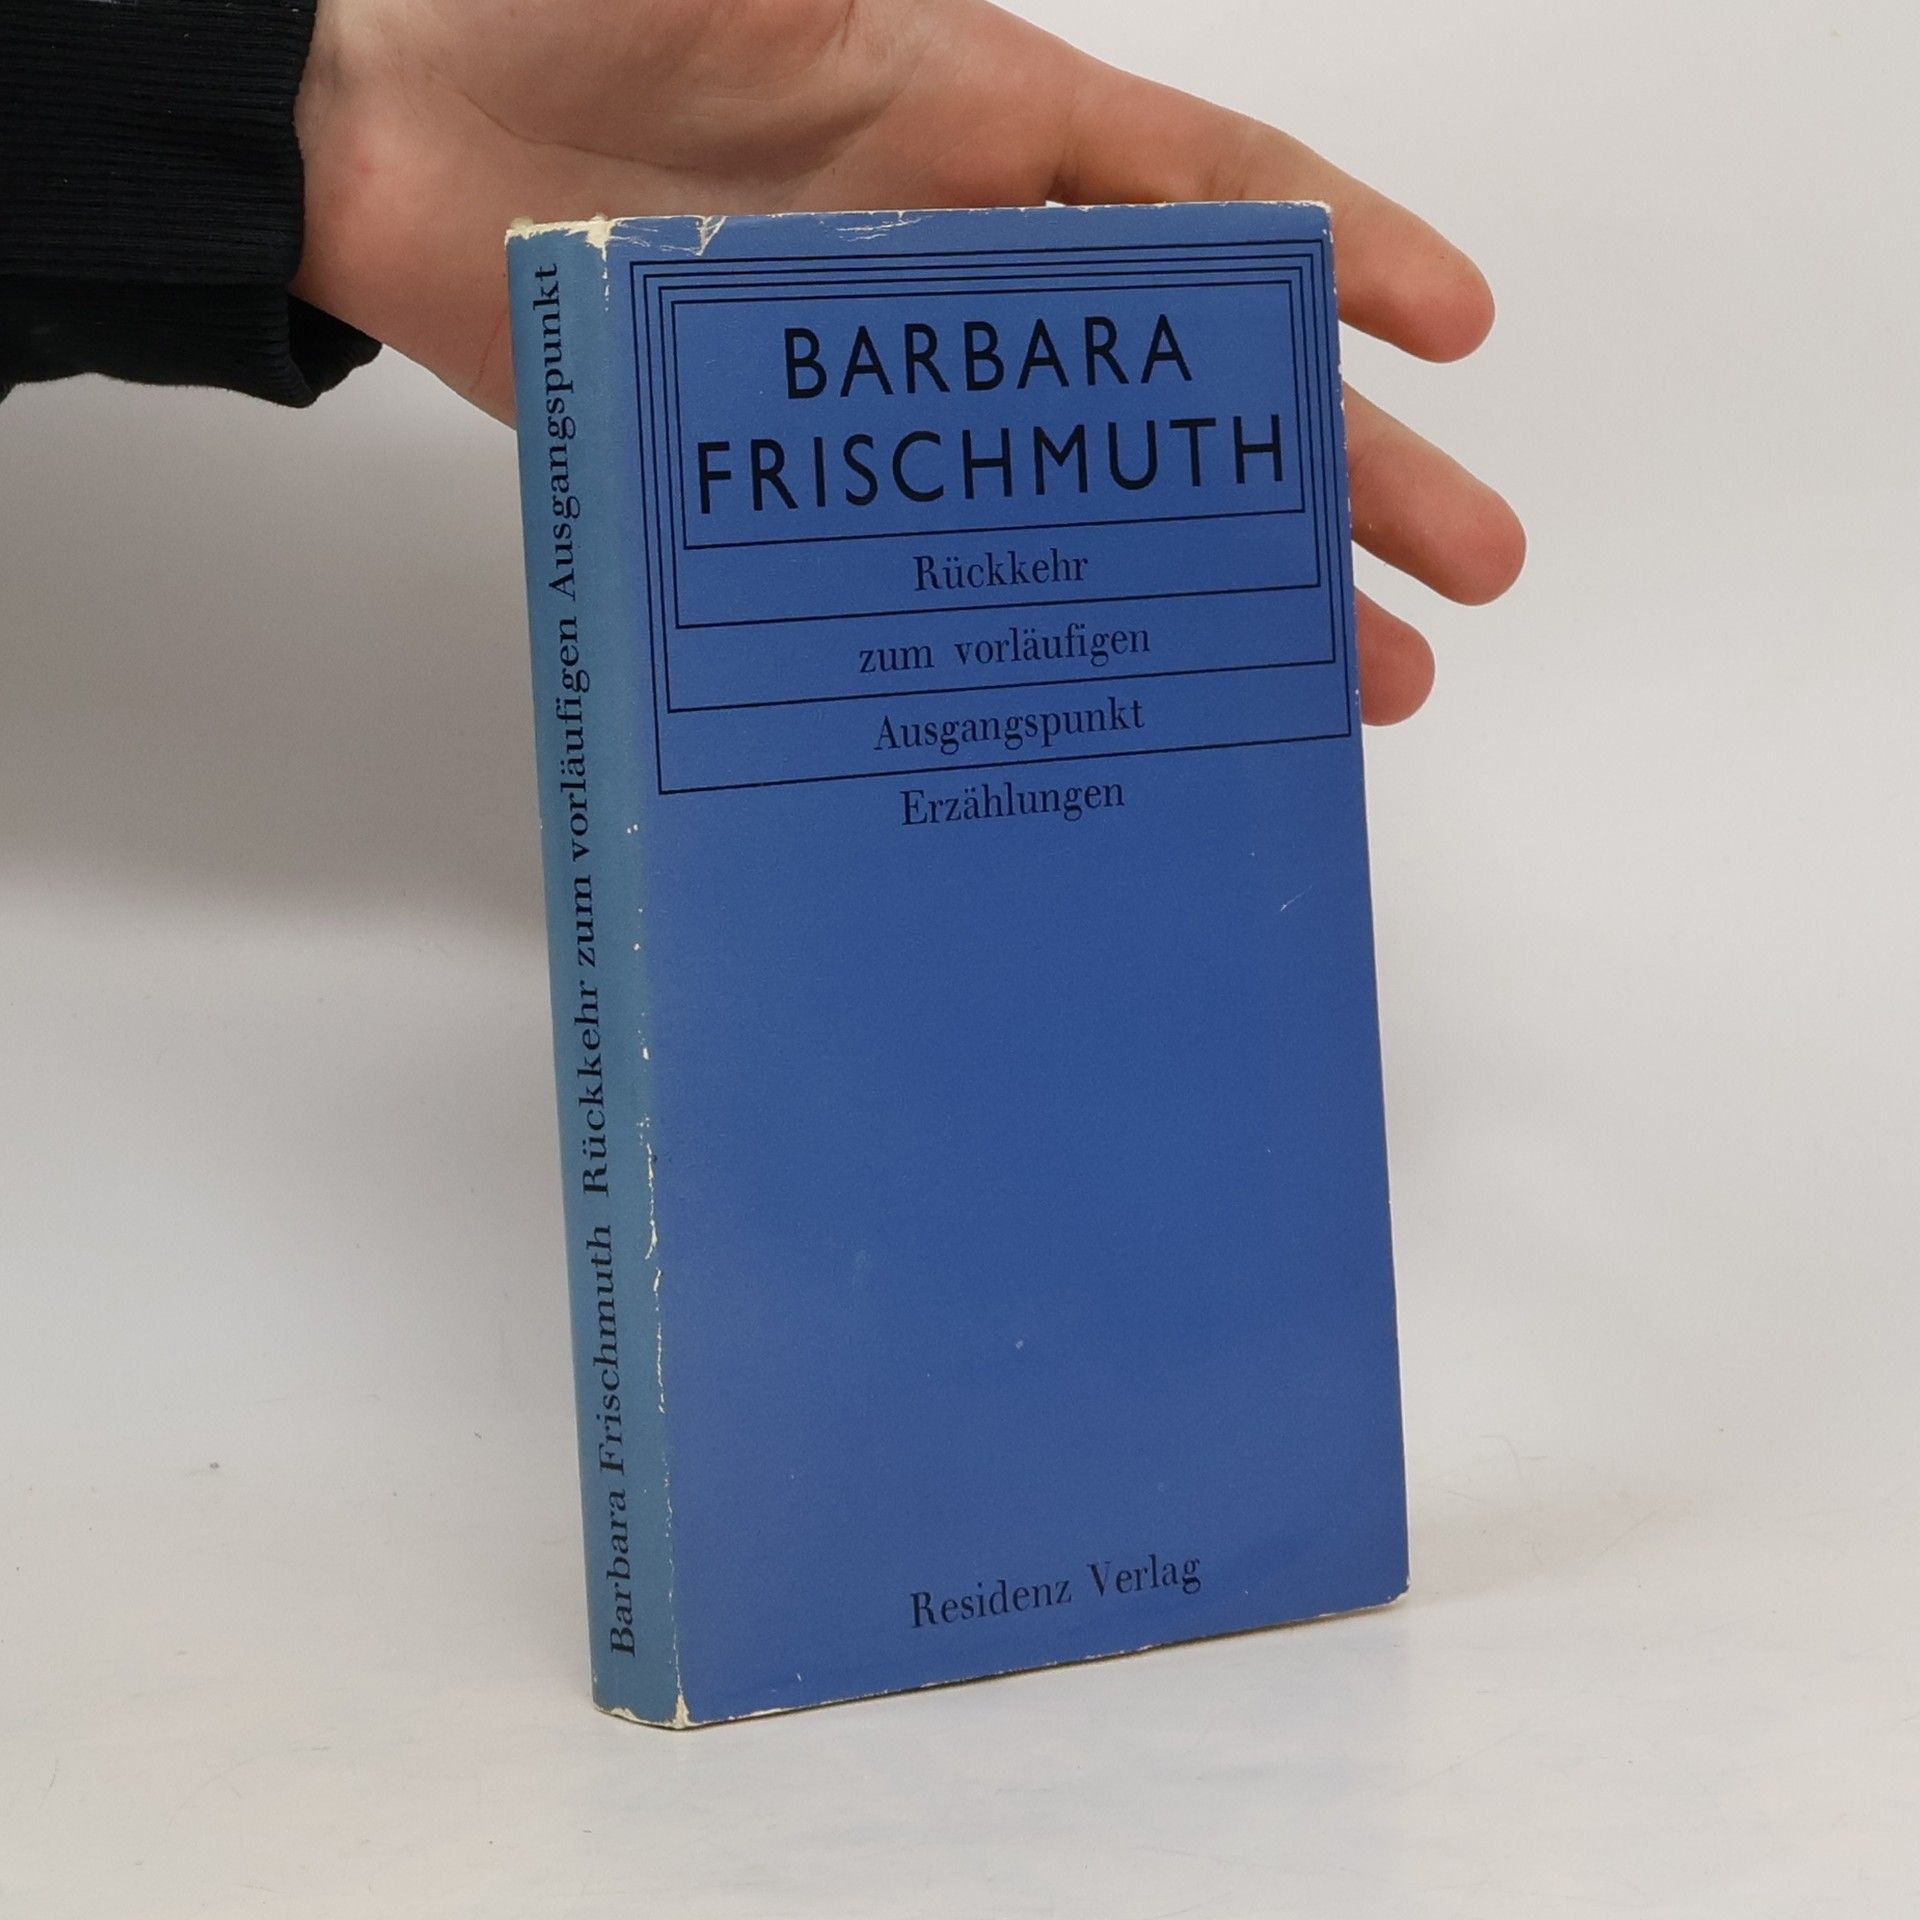 BARBARA
FRISCHMUTH
Rückkehr
zum vorläufigen
Ausgangspunkt
Erzählungen
Residenz Verlag
Barbara Frischmuth Rückkehr zum vorläufigen Ausgangspunkt